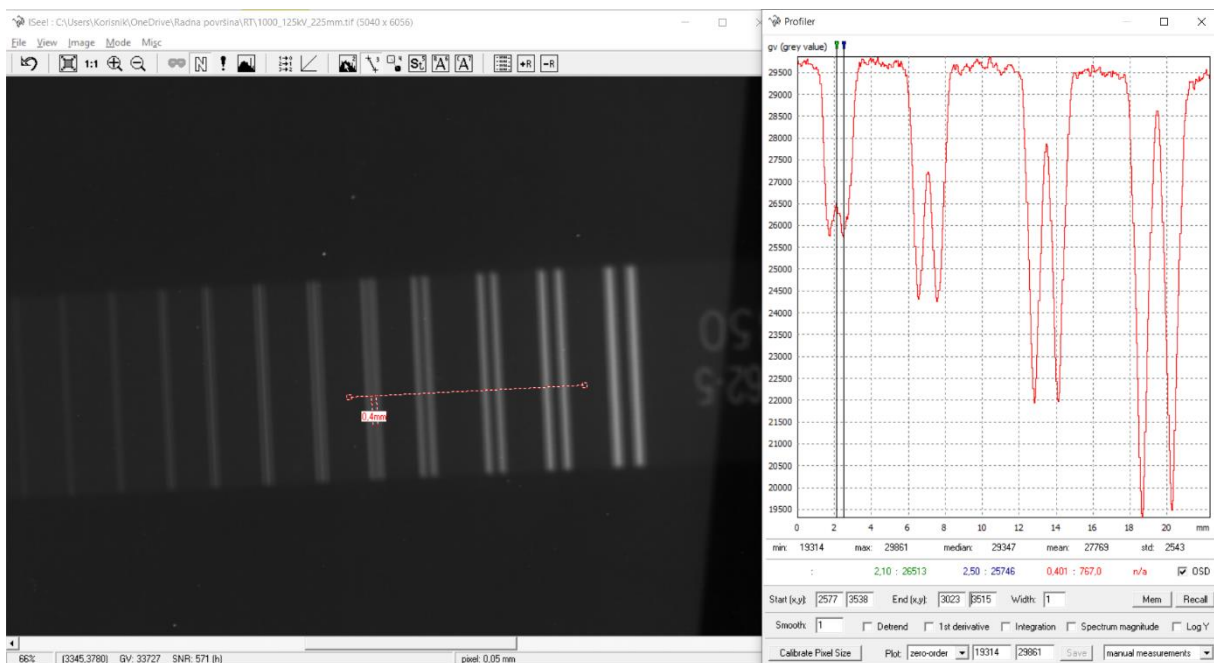 ISee! : C:\Users\Korisnik\OneDrive\Radna površina\RT\1000_125kV_225mm.tif (5040 x 6056)
File View Image Mode Misc
1:1 N !
+R -R
50
62-5
0,4mm
66% (3345,3780) GV: 33727 SNR: 571 (h) pixel: 0,05 mm
Profiler
gv (grey value)
29500
29000
28500
28000
27500
27000
26500
26000
25500
25000
24500
24000
23500
23000
22500
22000
21500
21000
20500
20000
19500
0 2 4 6 8 10 12 14 16 18 20 mm
min: 19314 max: 29861 median: 29347 mean: 27769 std: 2543
: 2,10 : 26513 2,50 : 25746 0,401 : 767,0 n/a OSD
Start (x,y): 2577 3538 End (x,y): 3023 3515 Width: 1 Mem Recall
Smooth: 1 Detrend 1st derivative Integration Spectrum magnitude Log Y
Calibrate Pixel Size Plot: zero-order 19314 29861 Save manual measurements